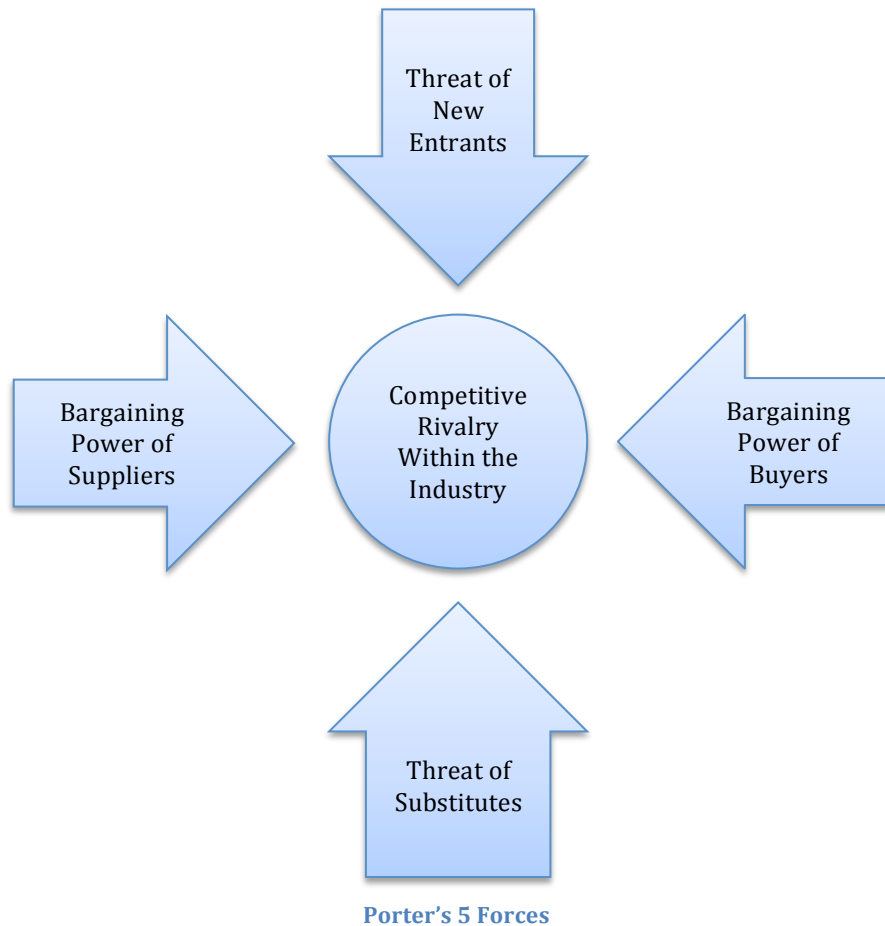 Threat of
New
Entrants
Bargaining
Power of
Suppliers
Competitive
Rivalry
Within the
Industry
Bargaining
Power of
Buyers
Threat of
Substitutes
Porter’s 5 Forces